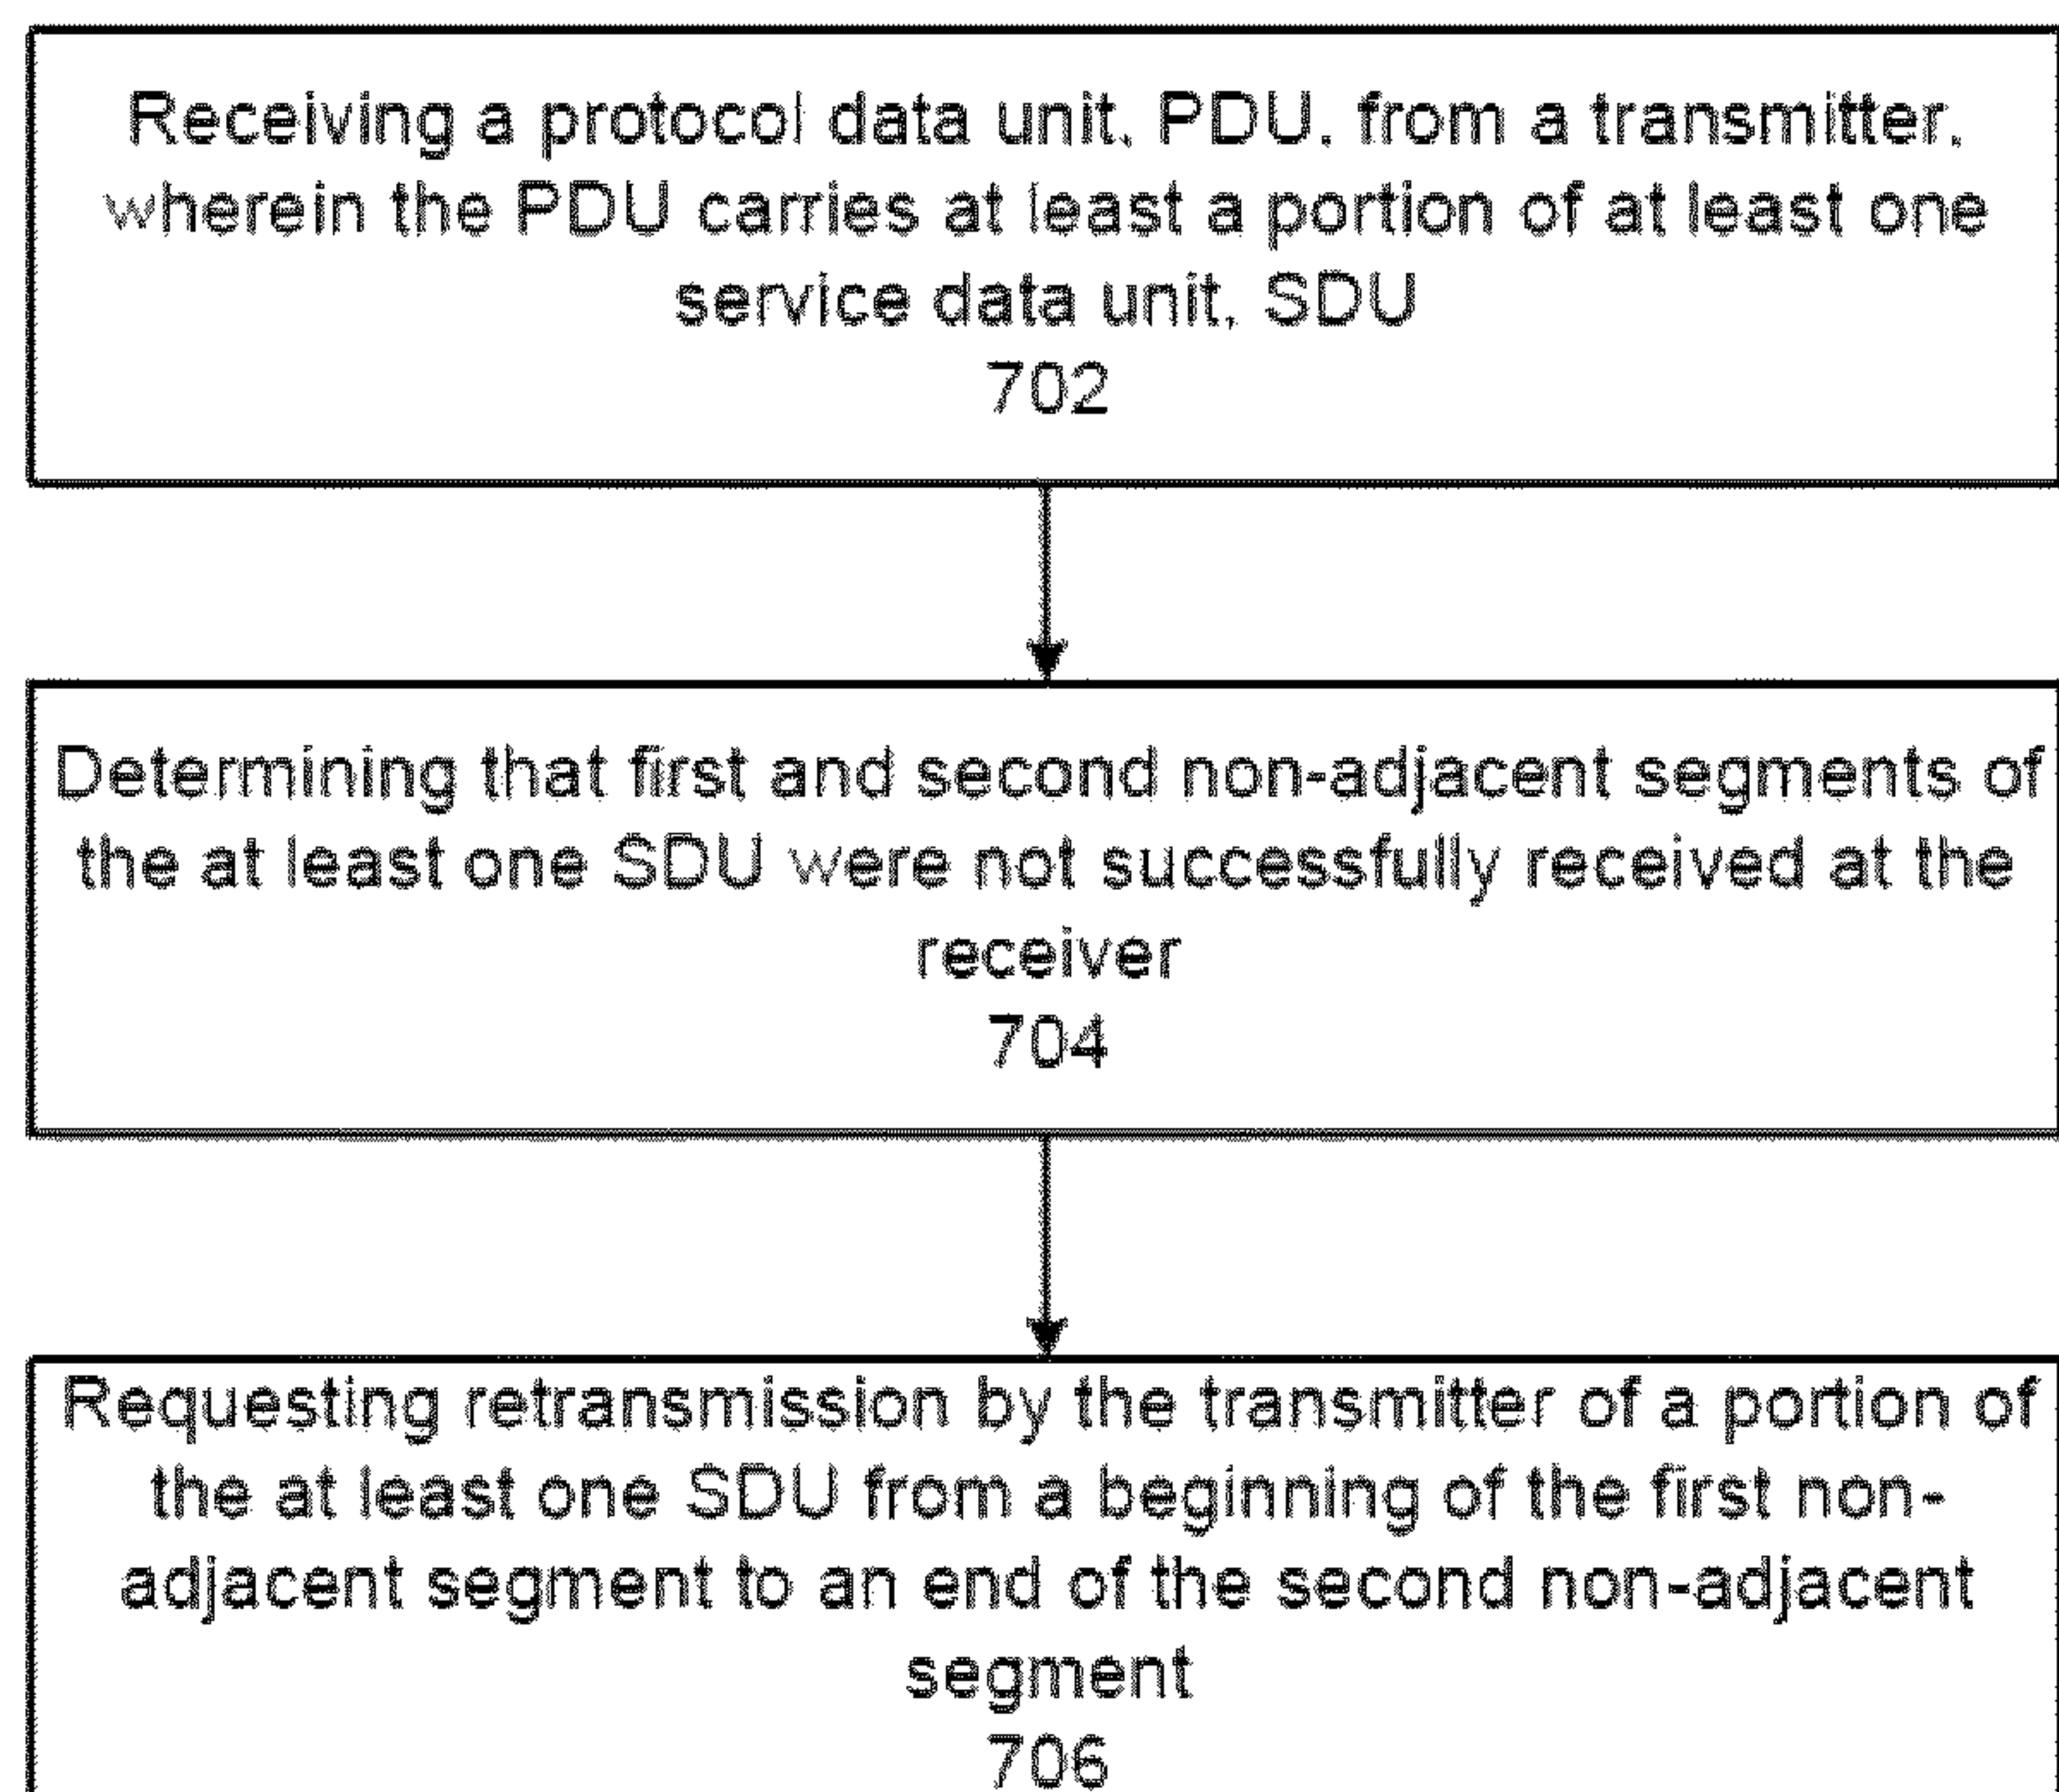 Receiving a protocol data unit, PDU, from a transmitter,
wherein the PDU carries at least a portion of at least one
service data unit, SDU
702
Determining that first and second non-adjacent segments of
the at least one SDU were not successfully received at the
receiver
704
Requesting retransmission by the transmitter of a portion of
the at least one SDU from a beginning of the first non-
adjacent segment to an end of the second non-adjacent
segment
706